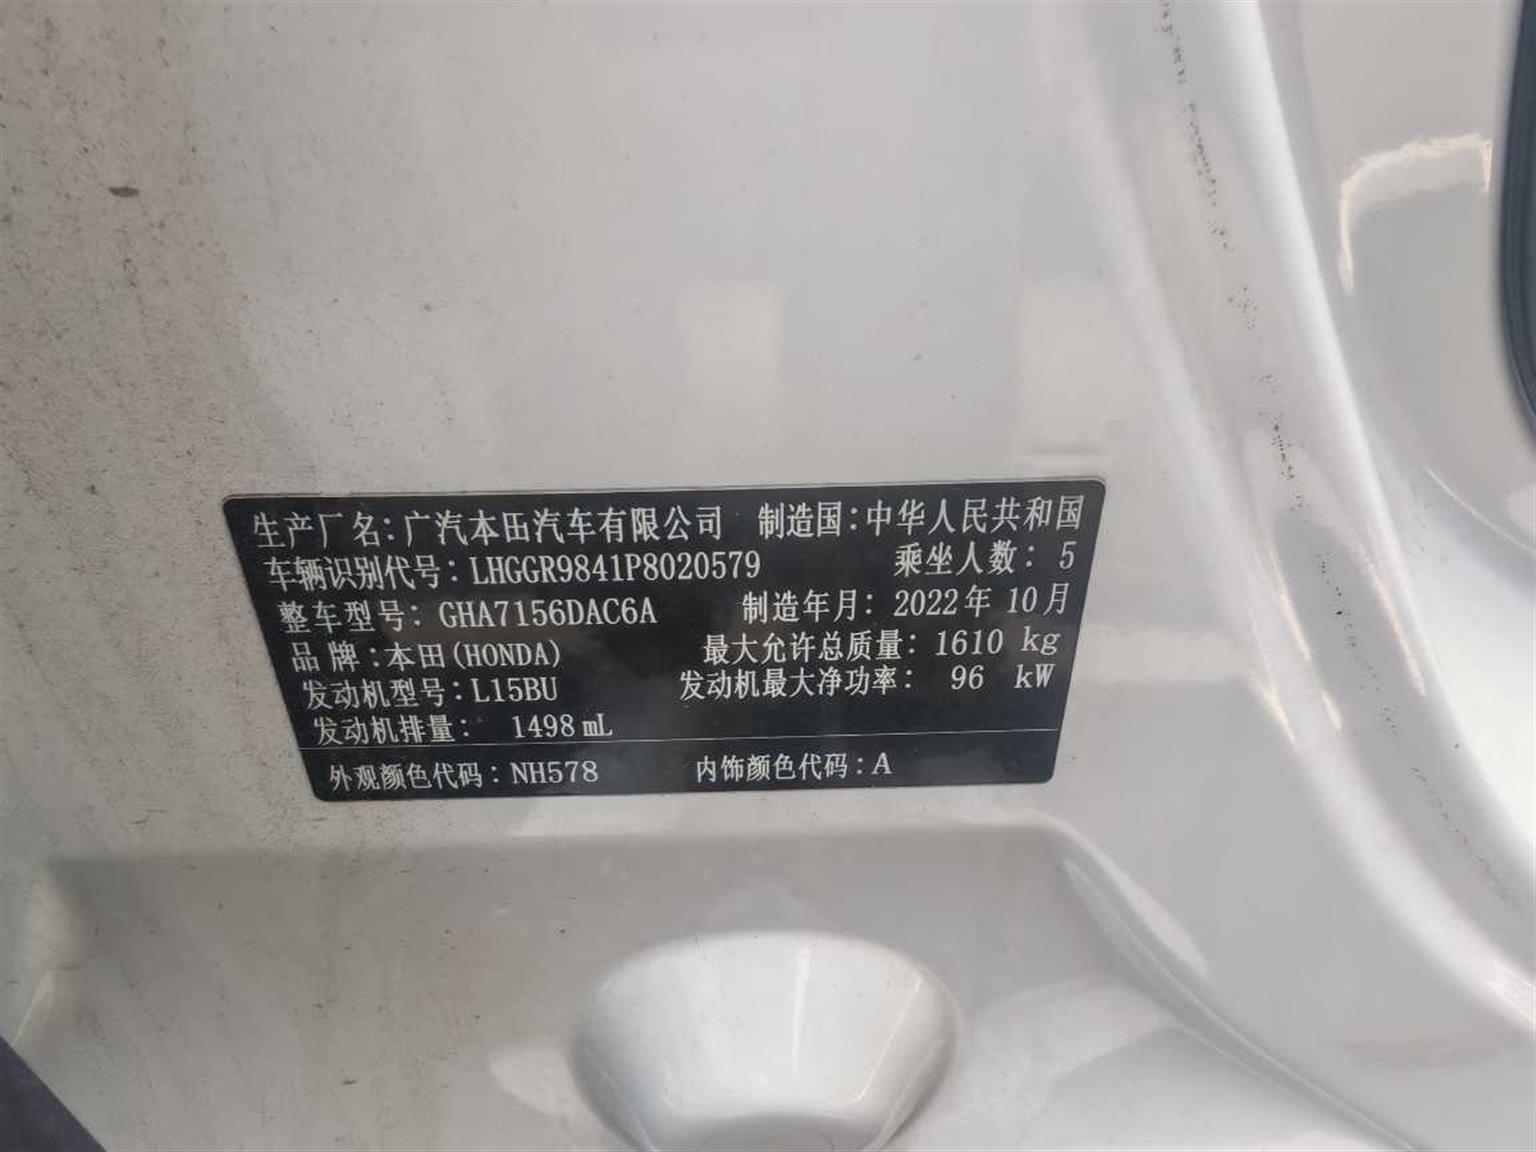 生产厂名：广汽本田汽车有限公司 制造国：中华人民共和国
车辆识别代号：LHGGR9841P8020579 乘坐人数：5
整车型号：GHA7156DAC6A 制造年月：2022年10月
品牌：本田(HONDA) 最大允许总质量：1610 kg
发动机型号：L15BU 发动机最大净功率：96 kW
发动机排量：1498 mL
外观颜色代码：NH578 内饰颜色代码：A